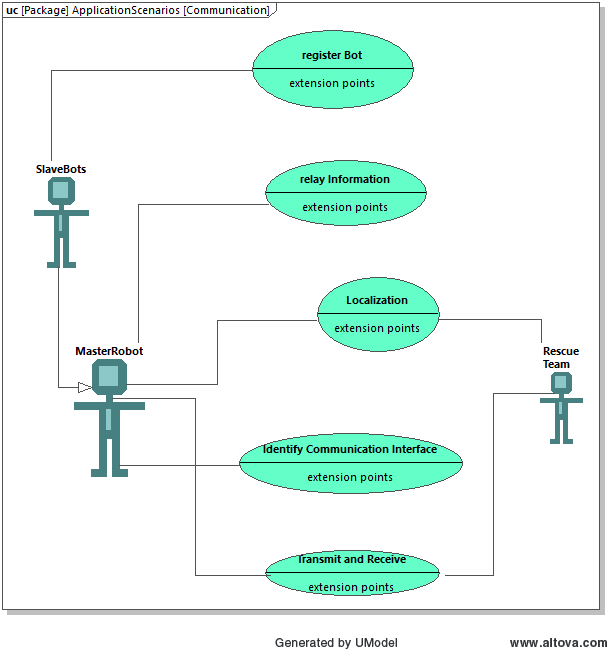 uc [Package] ApplicationScenarios [Communication]
register Bot
extension points
SlaveBots
relay Information
extension points
Localization
extension points
MasterRobot
Rescue
Team
Identify Communication Interface
extension points
Transmit and Receive
extension points
Generated by UModel
www.altova.com